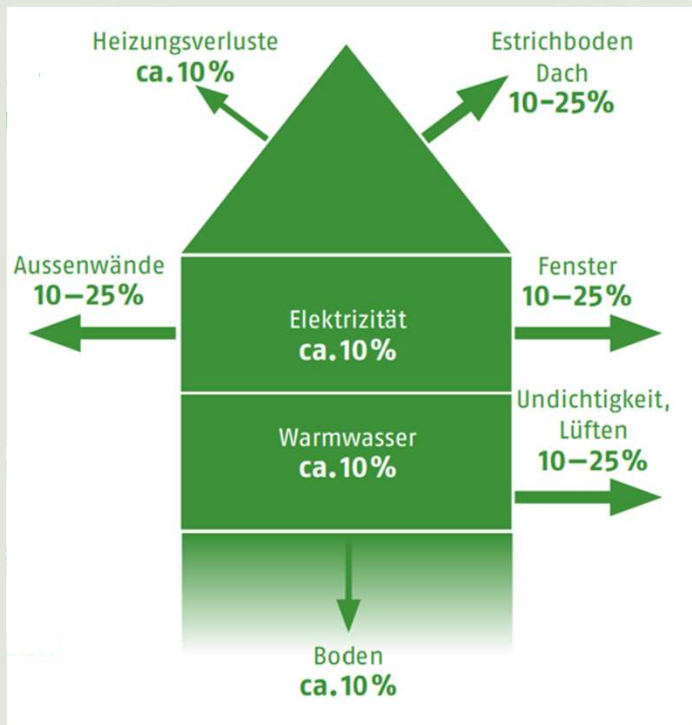 Heizungsverluste
ca.10%
Estrichboden
Dach
10–25%
Aussenwände
10–25%
Fenster
10–25%
Elektrizität
ca.10%
Undichtigkeit,
Lüften
10–25%
Warmwasser
ca.10%
Boden
ca.10%